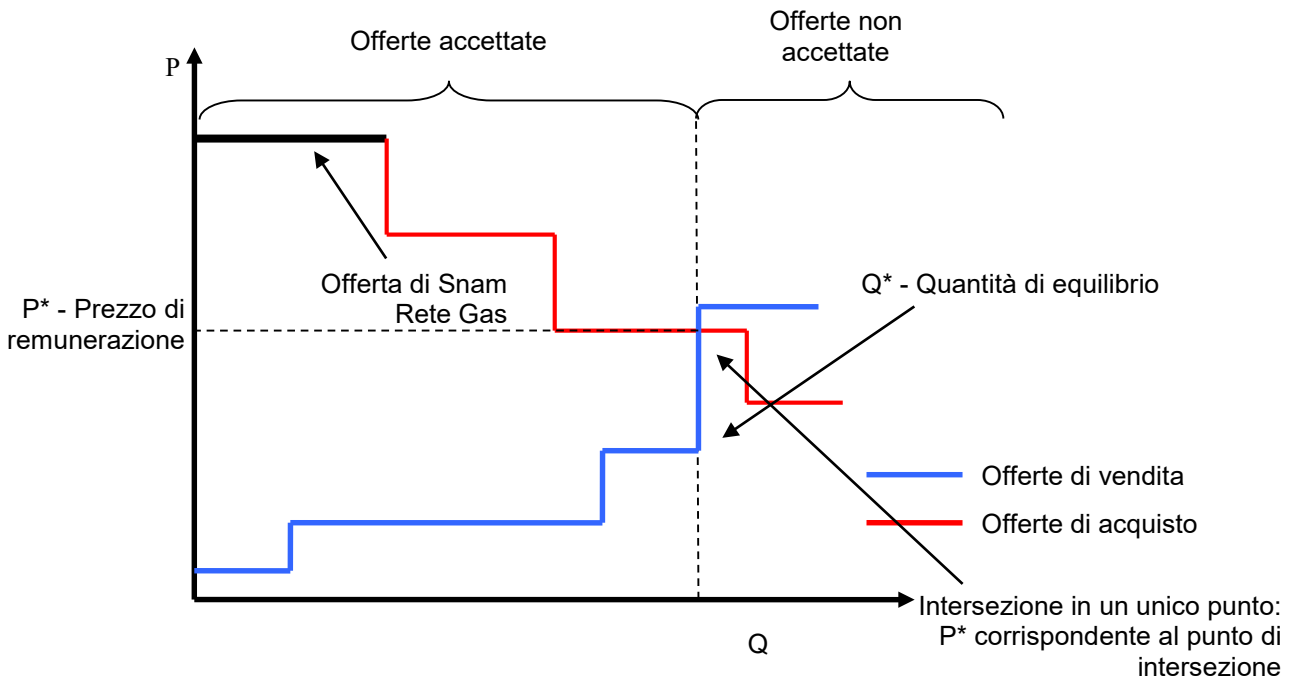 Offerte accettate
Offerte non
accettate
P
Offerta di Snam
Rete Gas
Q* - Quantità di equilibrio
P* - Prezzo di
remunerazione
Offerte di vendita
Offerte di acquisto
Intersezione in un unico punto:
P* corrispondente al punto di
intersezione
Q